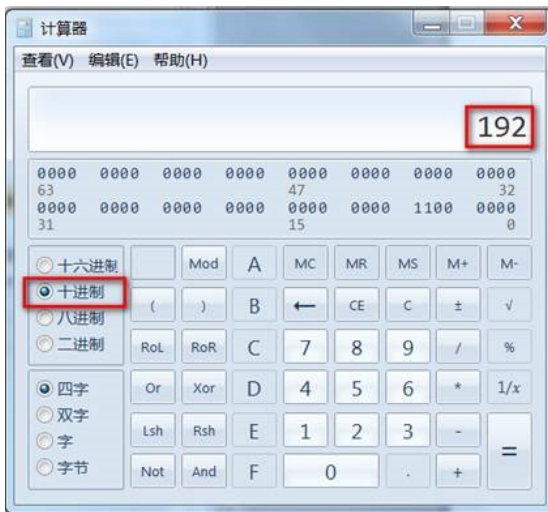 计算器
查看(V) 编辑(E) 帮助(H)
192
0000 0000 0000 0000 0000 0000 0000 0000
63 47 32
0000 0000 0000 0000 0000 0000 1100 0000
31 15 0
十六进制 Mod A MC MR MS M+ M-
十进制 ( ) B ← CE C ± √
八进制
二进制 RoL RoR C 7 8 9 / %
四字 Or Xor D 4 5 6 * 1/x
双字
字 Lsh Rsh E 1 2 3 - =
字节 Not And F 0 . +